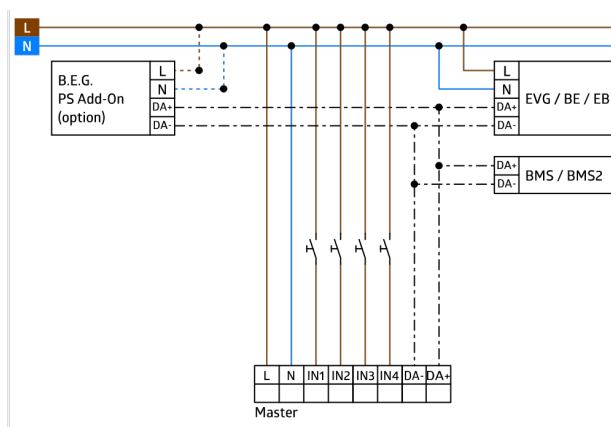 L
N
B.E.G.
PS Add-On
(option)
L
N
DA+
DA-
L
N
DA+
DA-
EVG / BE / EB
DA+
DA-
BMS / BMS2
L N IN1 IN2 IN3 IN4 DA- DA+
Master